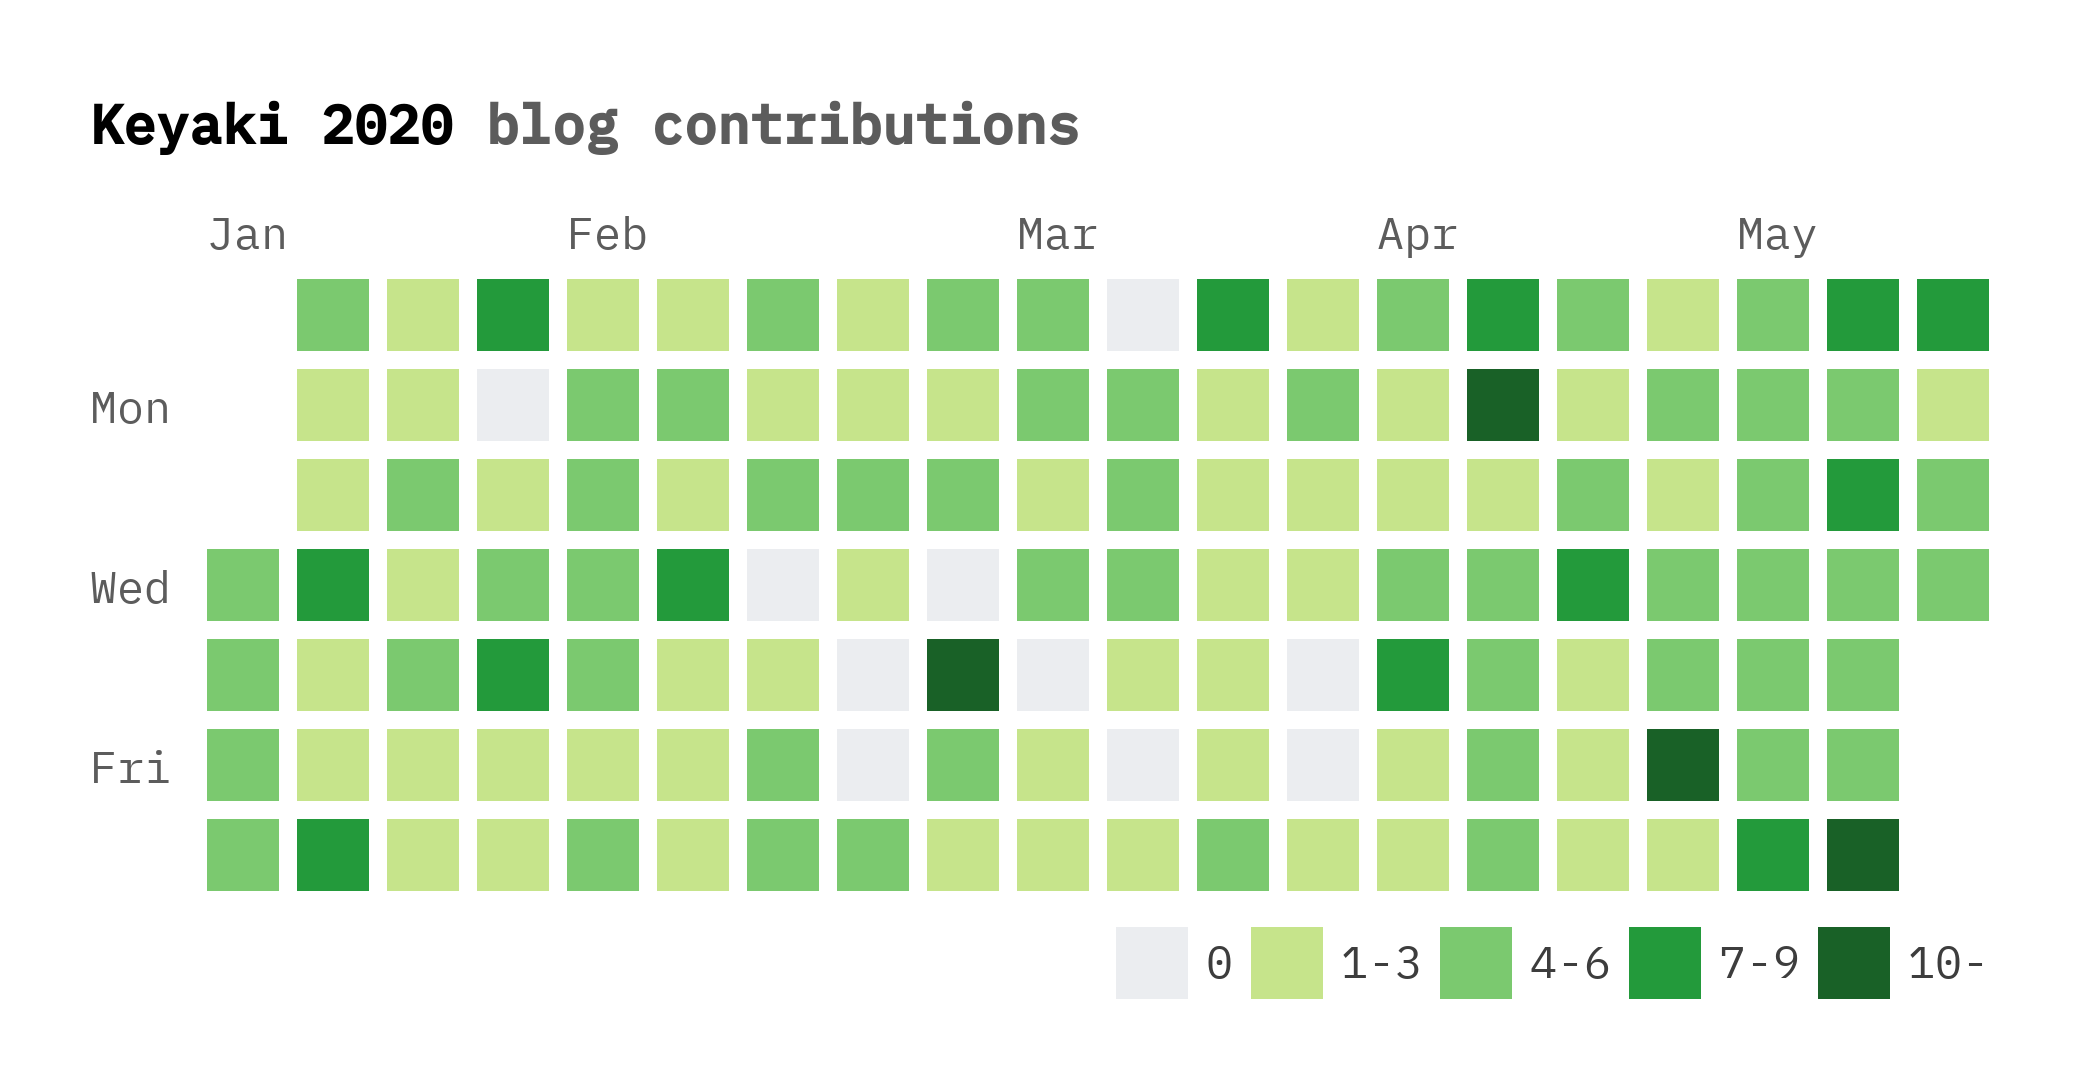 Keyaki 2020 blog contributions
Jan Feb Mar Apr May
Mon
Wed
Fri
0 1-3 4-6 7-9 10-